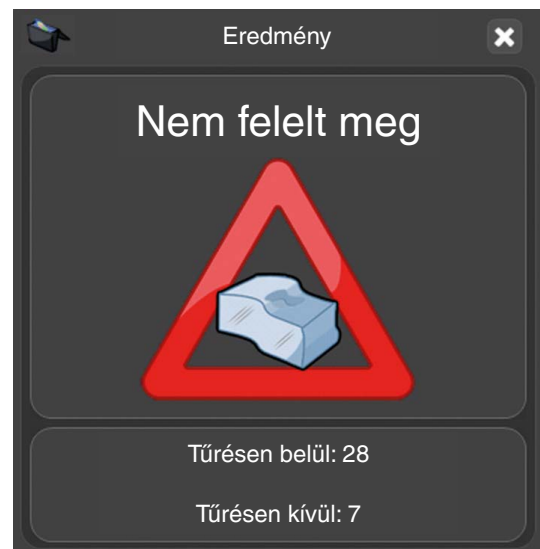 Eredmény
Nem felelt meg
Tűrésen belül: 28
Tűrésen kívül: 7